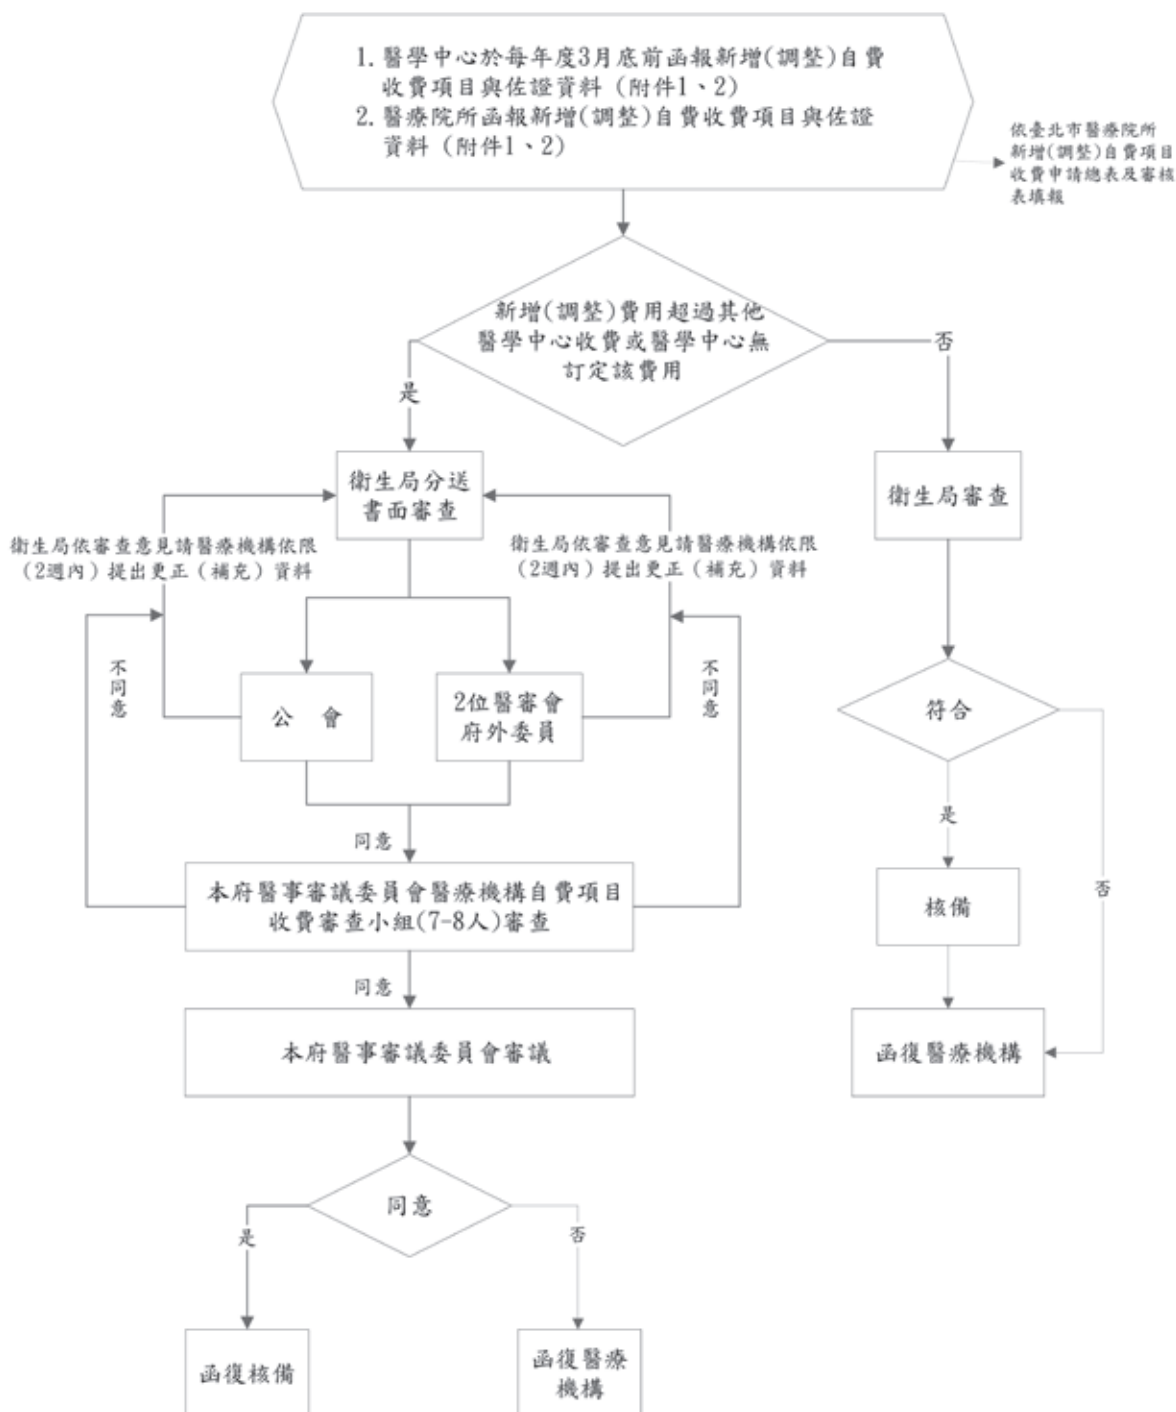 1. 醫學中心於每年度3月底前函報新增(調整)自費
收費項目與佐證資料（附件1、2）
2. 醫療院所函報新增(調整)自費收費項目與佐證
資料（附件1、2）
依臺北市醫療院所
新增(調整)自費項目
收費申請總表及審核
表填報
新增(調整)費用超過其他
醫學中心收費或醫學中心無
訂定該費用
是
否
衛生局分送
書面審查
衛生局審查
衛生局依審查意見請醫療機構依限
（2週內）提出更正（補充）資料
衛生局依審查意見請醫療機構依限
（2週內）提出更正（補充）資料
不同意
公 會
2位醫審會
府外委員
不同意
符合
是
否
同意
本府醫事審議委員會醫療機構自費項目
收費審查小組(7-8人)審查
核備
同意
本府醫事審議委員會審議
函復醫療機構
同意
是
否
函復核備
函復醫療
機構